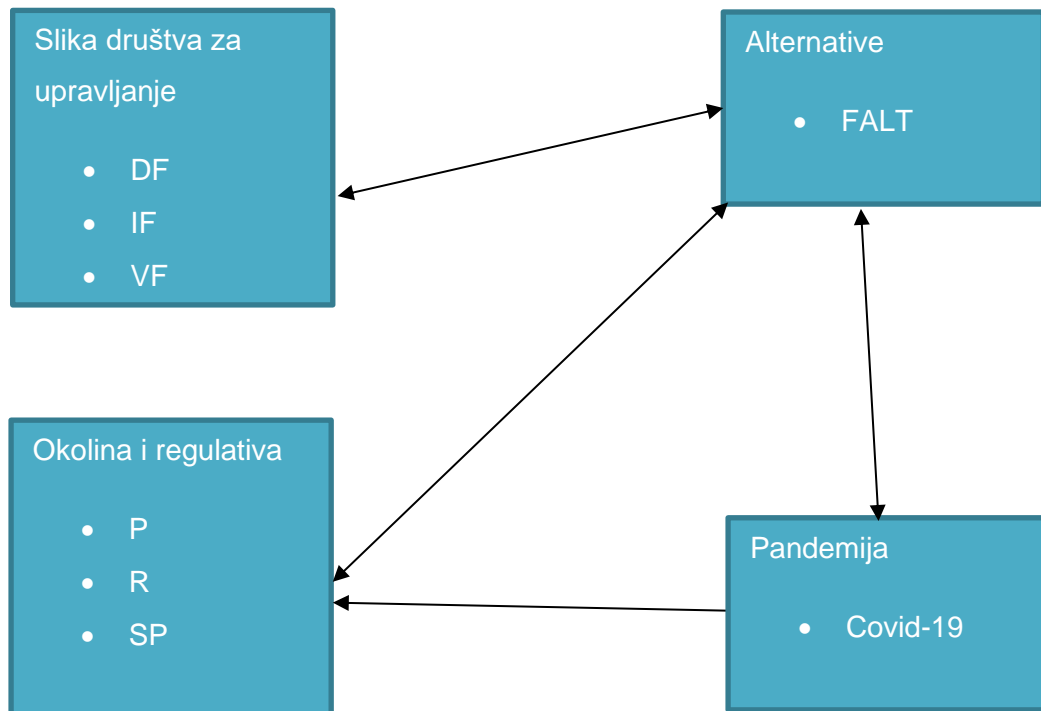 Slika društva za
upravljanje
• DF
• IF
• VF
Alternative
• FALT
Okolina i regulativa
• P
• R
• SP
Pandemija
• Covid-19